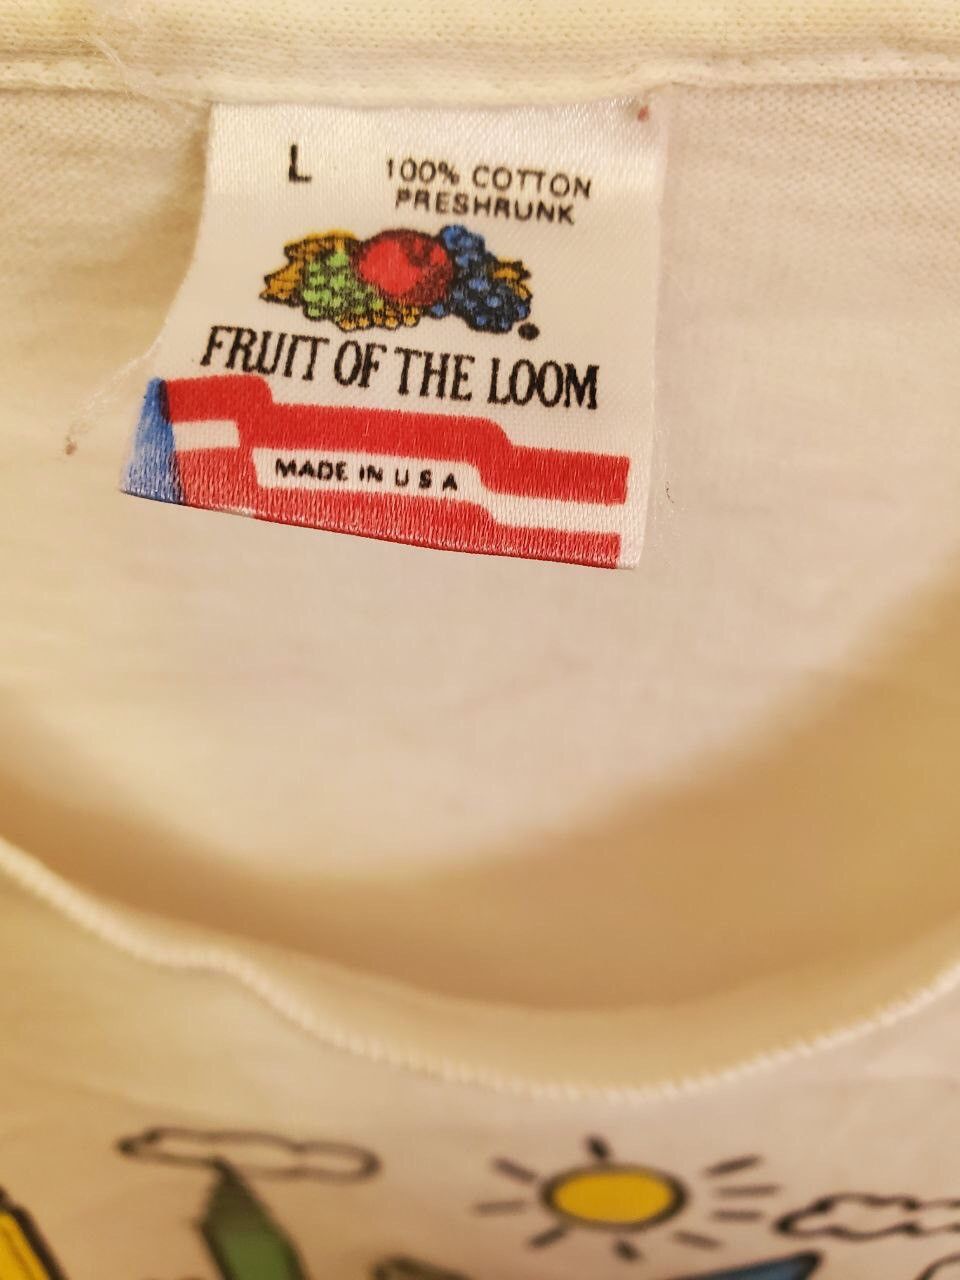 L
100% COTTON
PRESHRUNK
FRUIT OF THE LOOM
MADE IN U S A